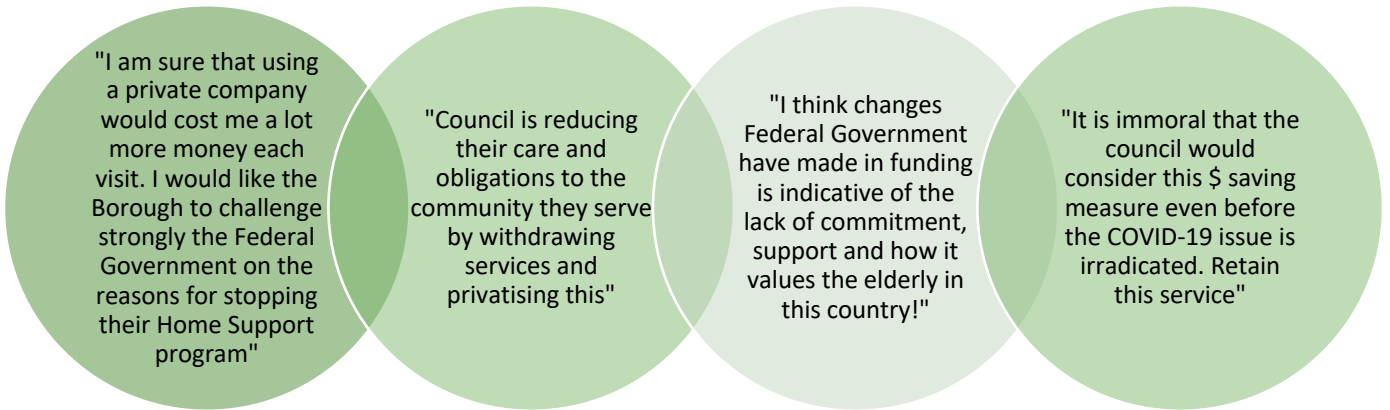 "I am sure that using
a private company
would cost me a lot
more money each
visit. I would like the
Borough to challenge
strongly the Federal
Government on the
reasons for stopping
their Home Support
program"
"Council is reducing
their care and
obligations to the
community they serve
by withdrawing
services and
privatising this"
"I think changes
Federal Government
have made in funding
is indicative of the
lack of commitment,
support and how it
values the elderly in
this country!"
"It is immoral that the
council would
consider this $ saving
measure even before
the COVID-19 issue is
irradicated. Retain
this service"